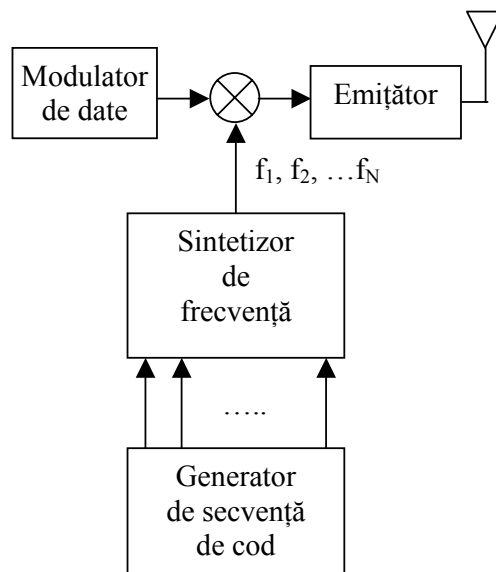 Modulator
de date
Emițător
f1, f2, …fN
Sintetizor
de
frecvență
…..
Generator
de secvență
de cod